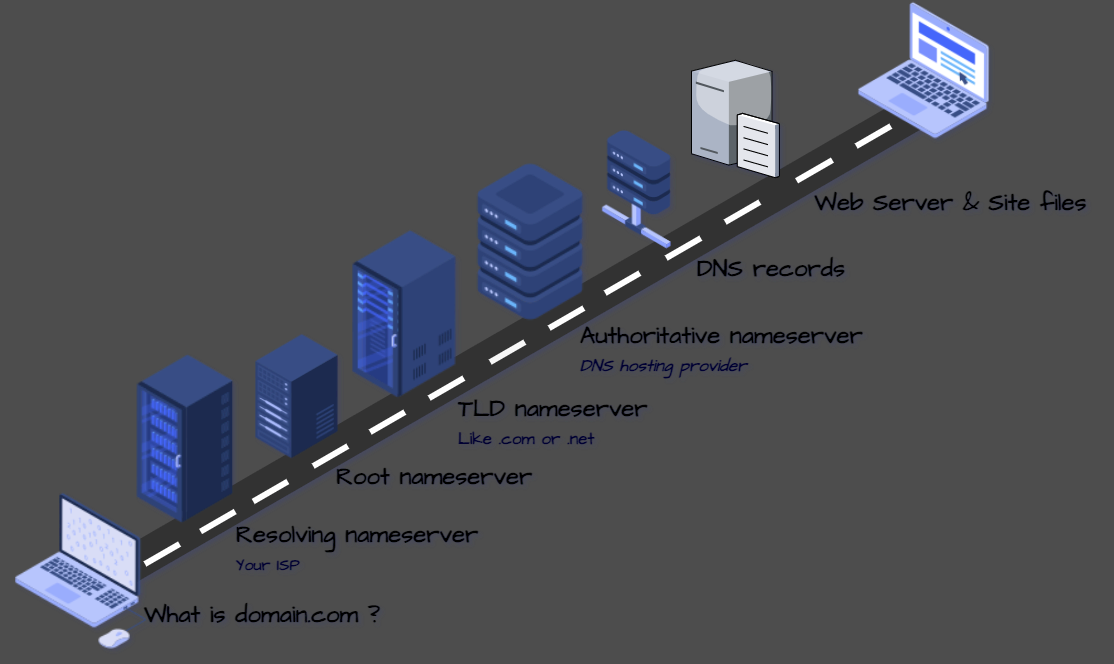 Web Server & Site files
DNS records
Authoritative nameserver
DNS hosting provider
TLD nameserver
Like .com or .net
Root nameserver
Resolving nameserver
Your ISP
What is domain.com ?